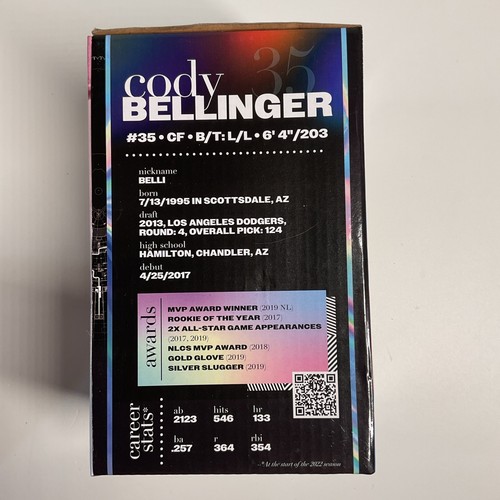 35
cody
BELLINGER
#35 • CF • B/T: L/L • 6' 4"/203
nickname
BELLI
born
7/13/1995 IN SCOTTSDALE, AZ
draft
2013, LOS ANGELES DODGERS,
ROUND: 4, OVERALL PICK: 124
high school
HAMILTON, CHANDLER, AZ
debut
4/25/2017
awards
MVP AWARD WINNER (2019 NL)
ROOKIE OF THE YEAR (2017)
2X ALL-STAR GAME APPEARANCES
(2017, 2019)
NLCS MVP AWARD (2018)
GOLD GLOVE (2019)
SILVER SLUGGER (2019)
career
stats*
ab hits hr
2123 546 133
ba r rbi
.257 364 354
*At the start of the 2022 season